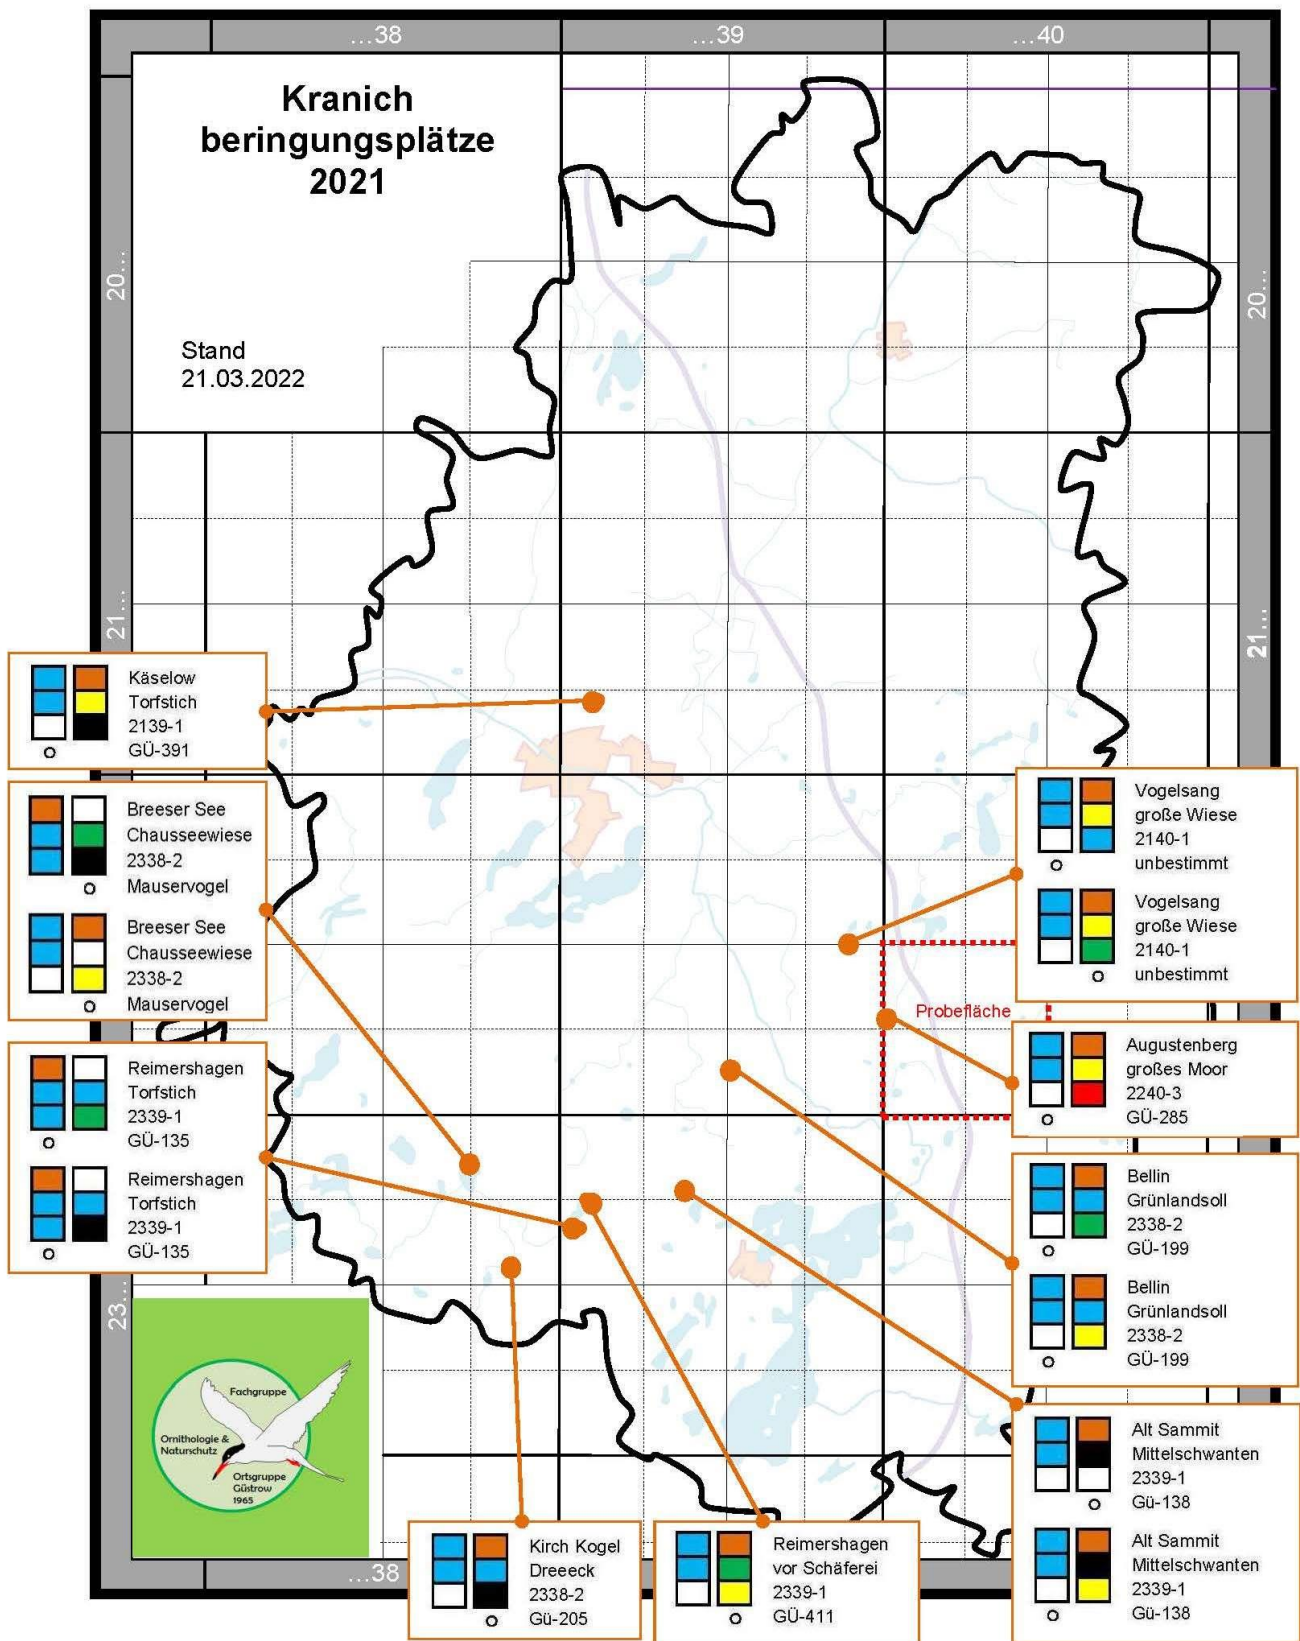 ...38
...39
...40
Kranich
beringungsplätze
2021
20...
20...
Stand
21.03.2022
21...
21...
Käselow
Torfstich
2139-1
GÜ-391
Breeser See
Chausseewiese
2338-2
Mauservogel
Breeser See
Chausseewiese
2338-2
Mauservogel
Vogelsang
große Wiese
2140-1
unbestimmt
Vogelsang
große Wiese
2140-1
unbestimmt
Probefläche
Reimershagen
Torfstich
2339-1
GÜ-135
Reimershagen
Torfstich
2339-1
GÜ-135
Augustenberg
großes Moor
2240-3
GÜ-285
Bellin
Grünlandsoll
2338-2
GÜ-199
Bellin
Grünlandsoll
2338-2
GÜ-199
23...
Fachgruppe
Ornithologie &
Naturschutz
Ortsgruppe
Güstrow
1965
Alt Sammit
Mittelschwanten
2339-1
Gü-138
Alt Sammit
Mittelschwanten
2339-1
Gü-138
...38
Kirch Kogel
Dreeeck
2338-2
Gü-205
Reimershagen
vor Schäferei
2339-1
GÜ-411